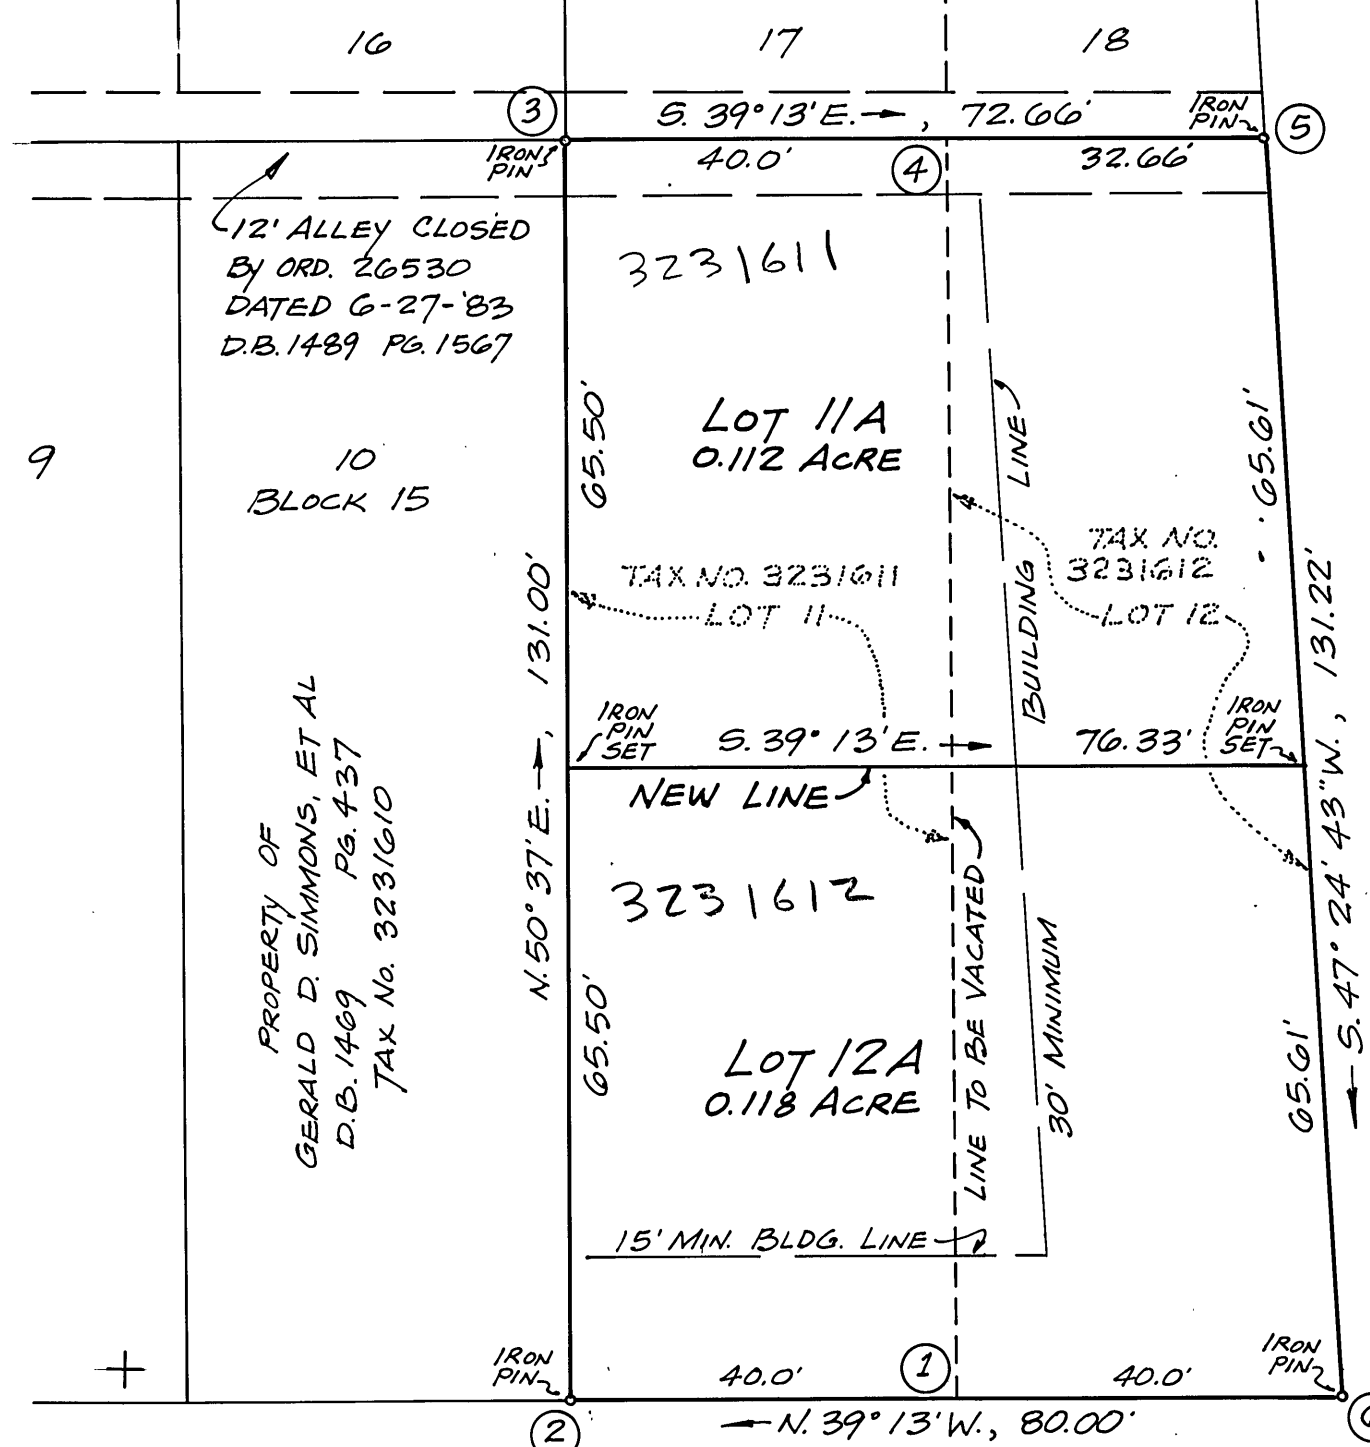 16
17
18
3
S. 39° 13' E. → , 72.66'
IRON
PIN
5
IRON
PIN
40.0'
4
32.66'
12' ALLEY CLOSED
BY ORD. 26530
DATED 6-27-'83
D.B. 1489 PG. 1567
3231611
9
10
BLOCK 15
65.50'
LOT 11A
0.112 ACRE
BUILDING LINE
65.61'
TAX NO. 3231611
LOT 11
TAX NO.
3231612
LOT 12
N. 50° 37' E. → , 131.00'
S. 47° 24' 43" W. , 131.22'
IRON
PIN
SET
S. 39° 13' E. → 76.33'
IRON
PIN
SET
NEW LINE
PROPERTY OF
GERALD D. SIMMONS, ET AL
D.B. 1469 PG. 437
TAX No. 3231610
3231612
65.50'
LOT 12A
0.118 ACRE
LINE TO BE VACATED
30' MINIMUM
65.61'
15' MIN. BLDG. LINE
IRON
PIN
40.0'
1
40.0'
IRON
PIN
2
← N. 39° 13' W., 80.00'